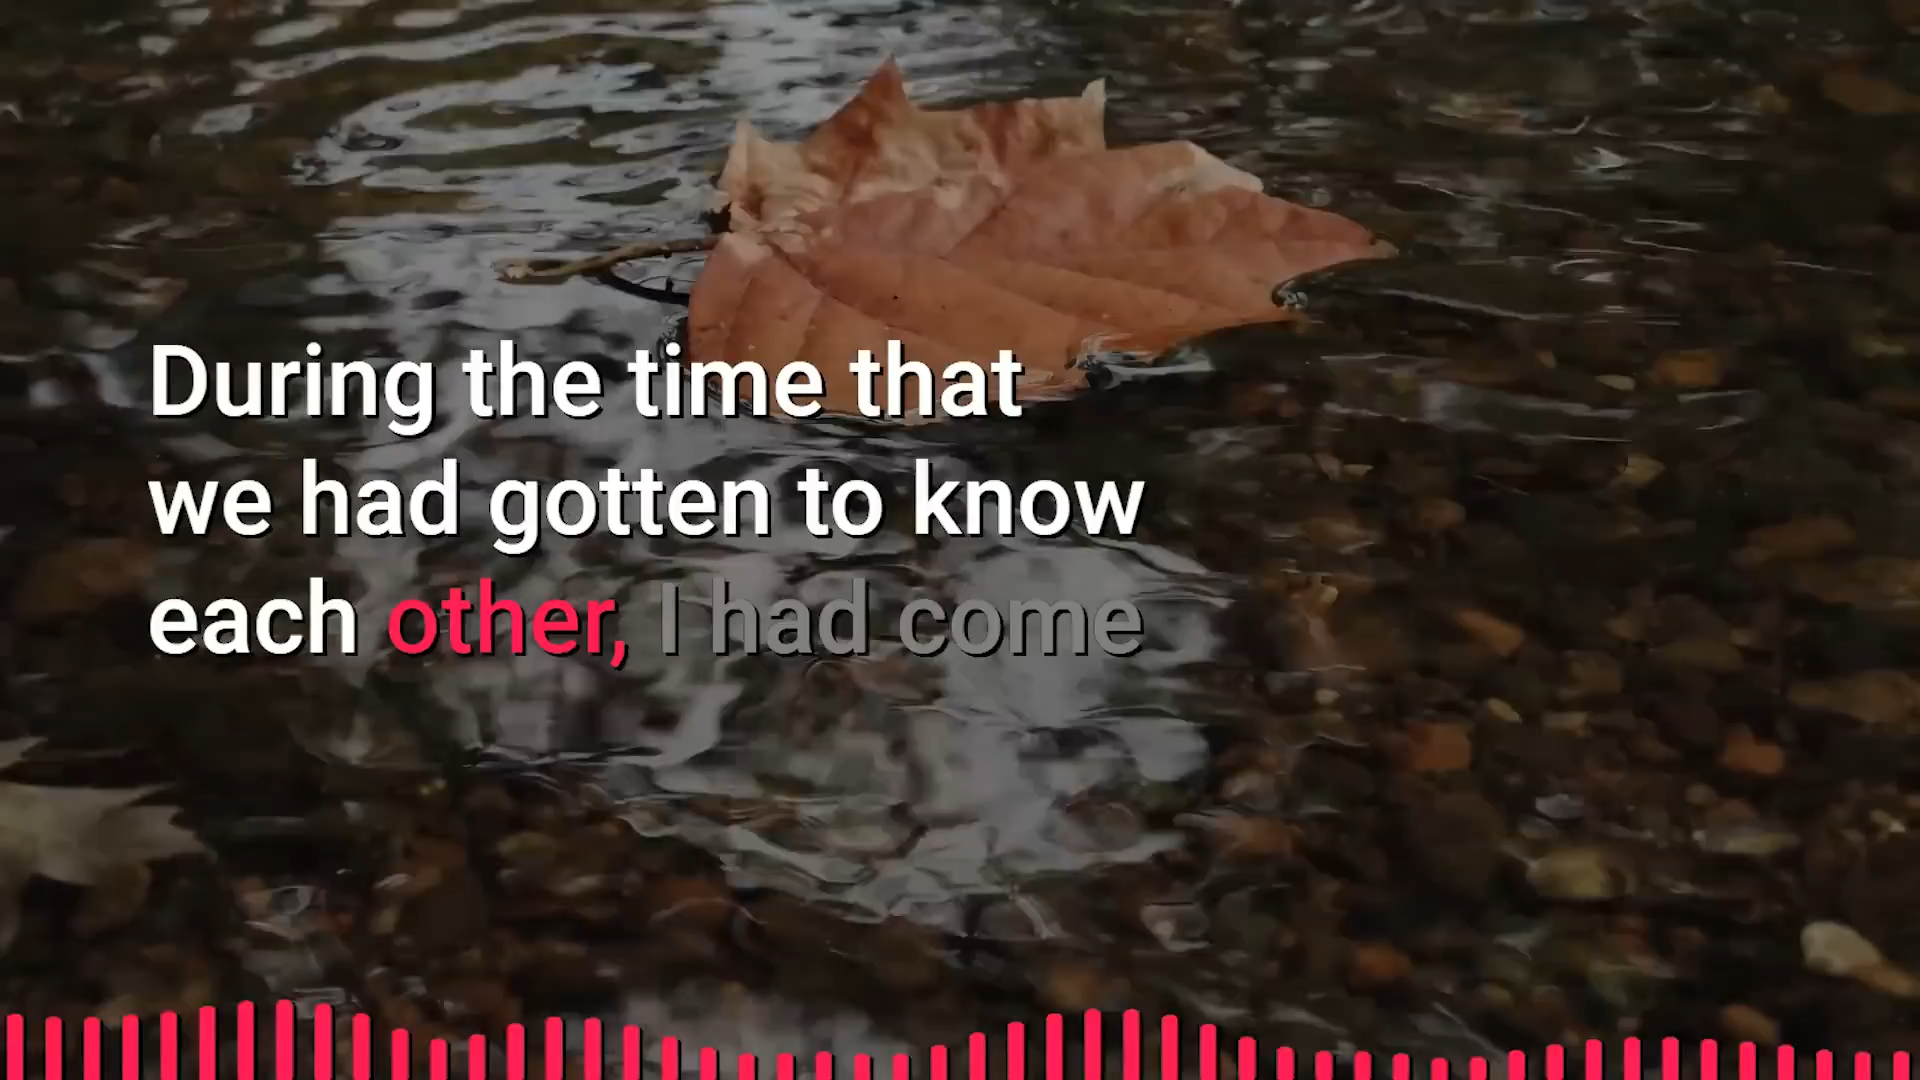 During the time that
we had gotten to know
each other, I had come